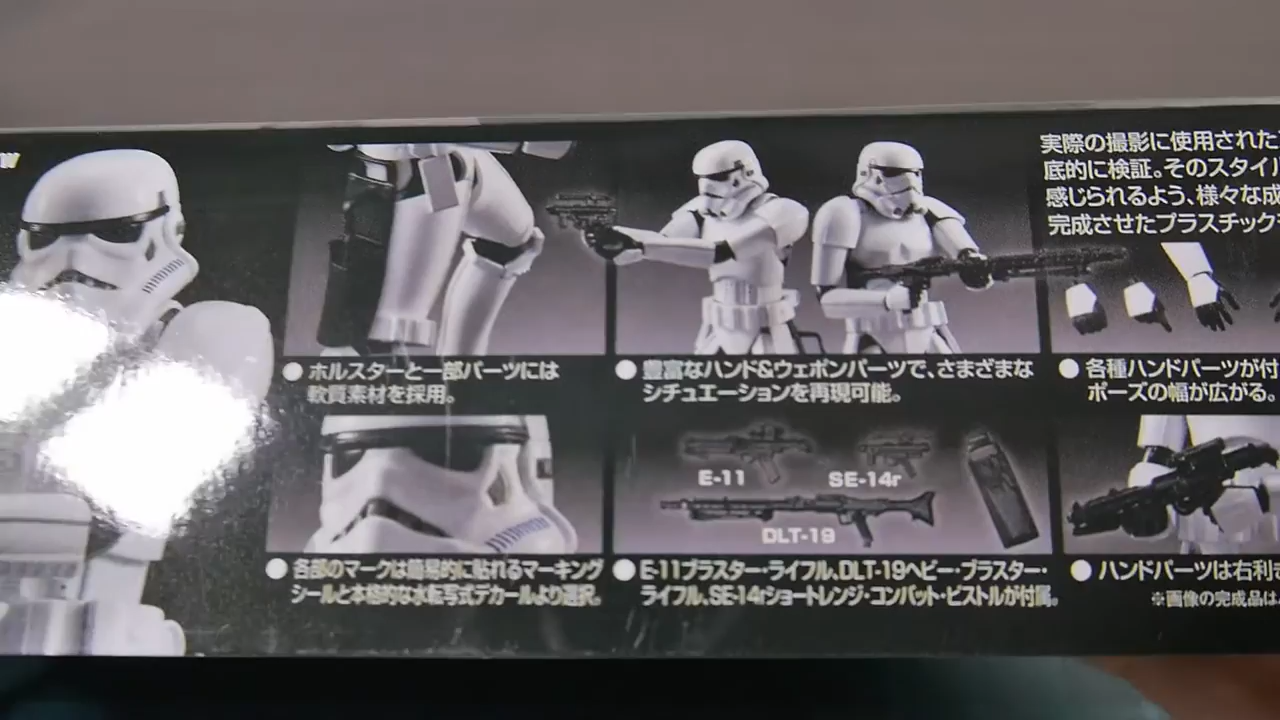 実際の撮影に使用された
底的に検証。そのスタイ
感じられるよう、様々な成
完成させたプラスチック
●ホルスターと一部パーツには
軟質素材を採用。
●豊富なハンド&ウェポンパーツで、さまざまな
シチュエーションを再現可能。
●各種ハンドパーツが付
ポーズの幅が広がる。
E-11
SE-14r
DLT-19
●各部のマークは簡易的に貼れるマーキング
シールと本格的な水転写式デカールより選択。
●E-11ブラスター・ライフル、DLT-19ヘビー・ブラスター・
ライフル、SE-14rショートレンジ・コンバット・ピストルが付属。
●ハンドパーツは右利き
※画像の完成品は